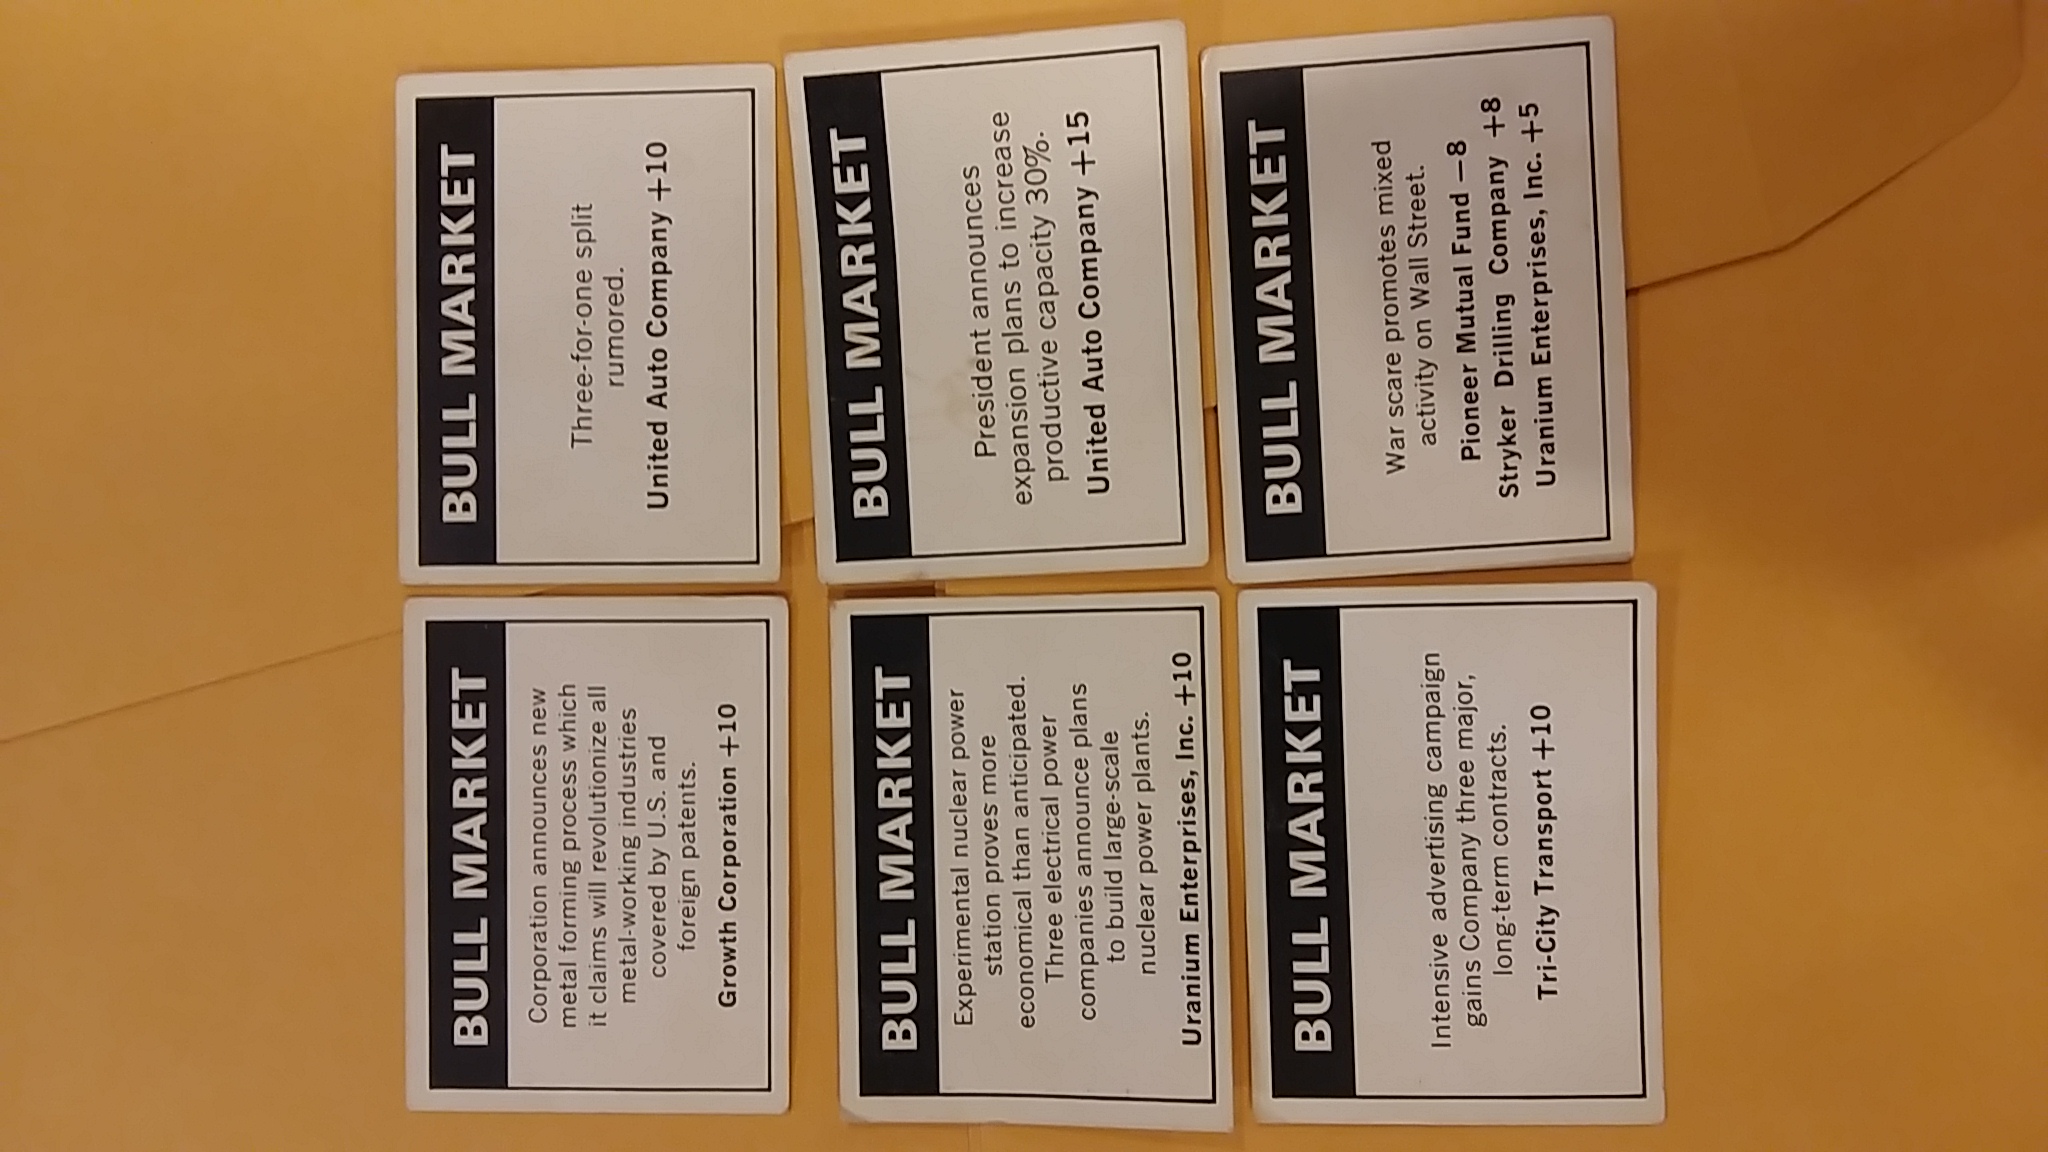 BULL MARKET
Corporation announces new
metal forming process which
it claims will revolutionize all
metal-working industries
covered by U.S. and
foreign patents.
Growth Corporation +10
BULL MARKET
Three-for-one split
rumored.
United Auto Company +10
BULL MARKET
Experimental nuclear power
station proves more
economical than anticipated.
Three electrical power
companies announce plans
to build large-scale
nuclear power plants.
Uranium Enterprises, Inc. +10
BULL MARKET
President announces
expansion plans to increase
productive capacity 30%.
United Auto Company +15
BULL MARKET
Intensive advertising campaign
gains Company three major,
long-term contracts.
Tri-City Transport +10
BULL MARKET
War scare promotes mixed
activity on Wall Street.
Pioneer Mutual Fund —8
Stryker Drilling Company +8
Uranium Enterprises, Inc. +5